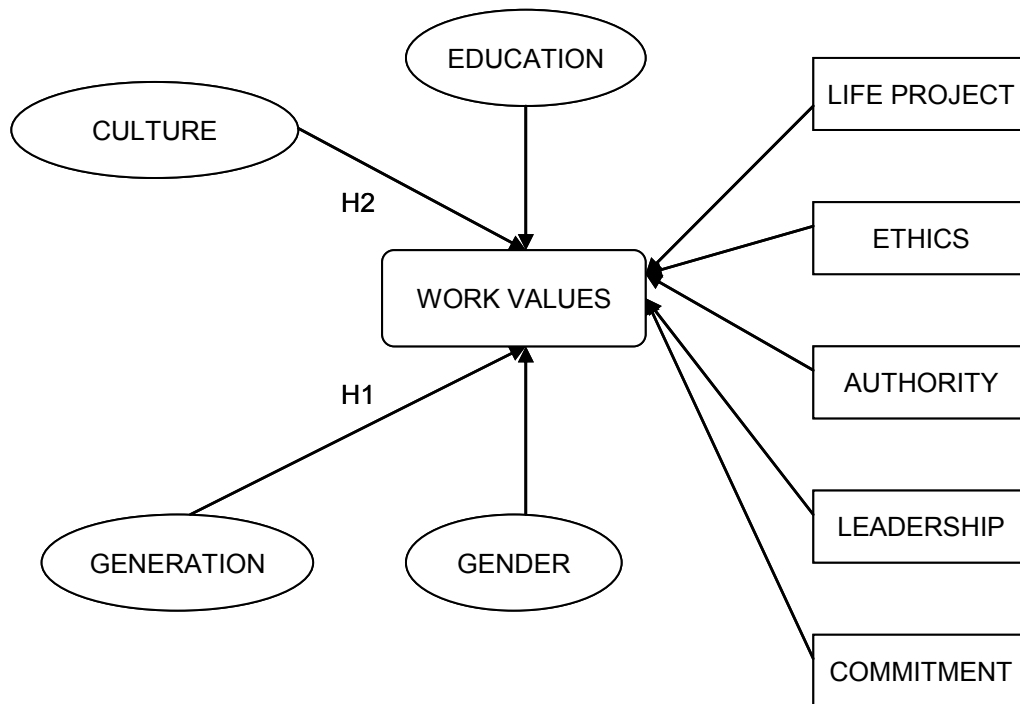 EDUCATION
LIFE PROJECT
CULTURE
H2
ETHICS
WORK VALUES
H1
AUTHORITY
LEADERSHIP
GENERATION
GENDER
COMMITMENT